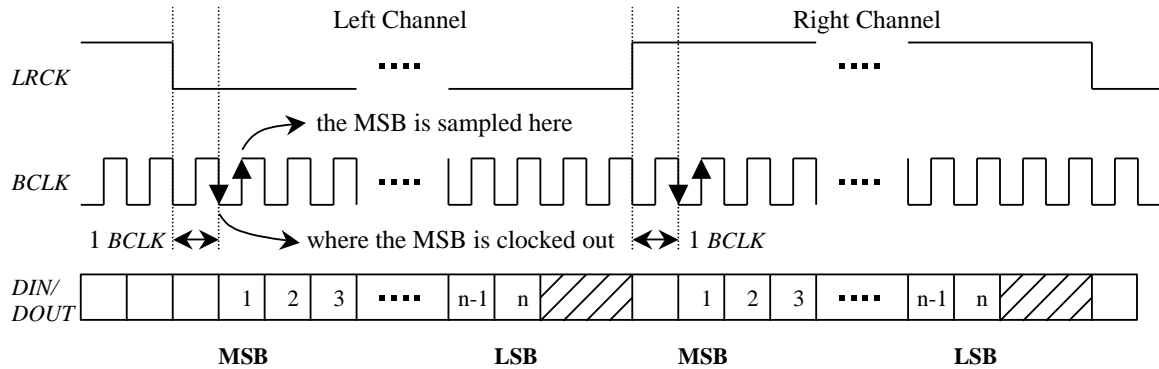 Left Channel Right Channel
LRCK
the MSB is sampled here
BCLK
1 BCLK where the MSB is clocked out 1 BCLK
DIN/
DOUT
1 2 3 n-1 n 1 2 3 n-1 n
MSB LSB MSB LSB